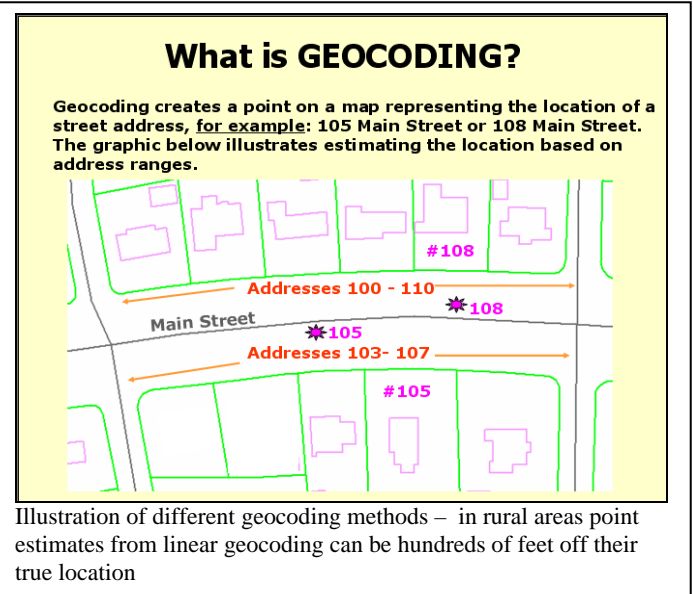 What is GEOCODING?
Geocoding creates a point on a map representing the location of a
street address, for example: 105 Main Street or 108 Main Street.
The graphic below illustrates estimating the location based on
address ranges.
#108
Addresses 100 - 110
108
Main Street
105
Addresses 103- 107
#105
Illustration of different geocoding methods – in rural areas point
estimates from linear geocoding can be hundreds of feet off their
true location